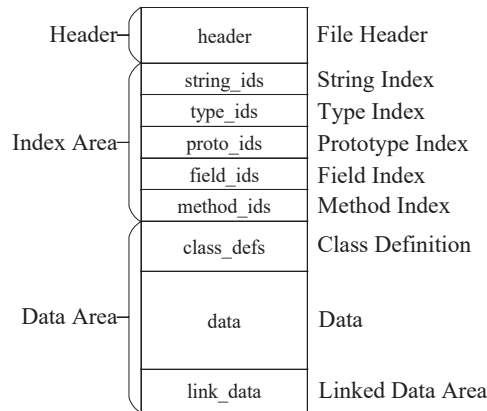 Header header File Header
string_ids String Index
type_ids Type Index
Index Area proto_ids Prototype Index
field_ids Field Index
method_ids Method Index
class_defs Class Definition
Data Area data Data
link_data Linked Data Area